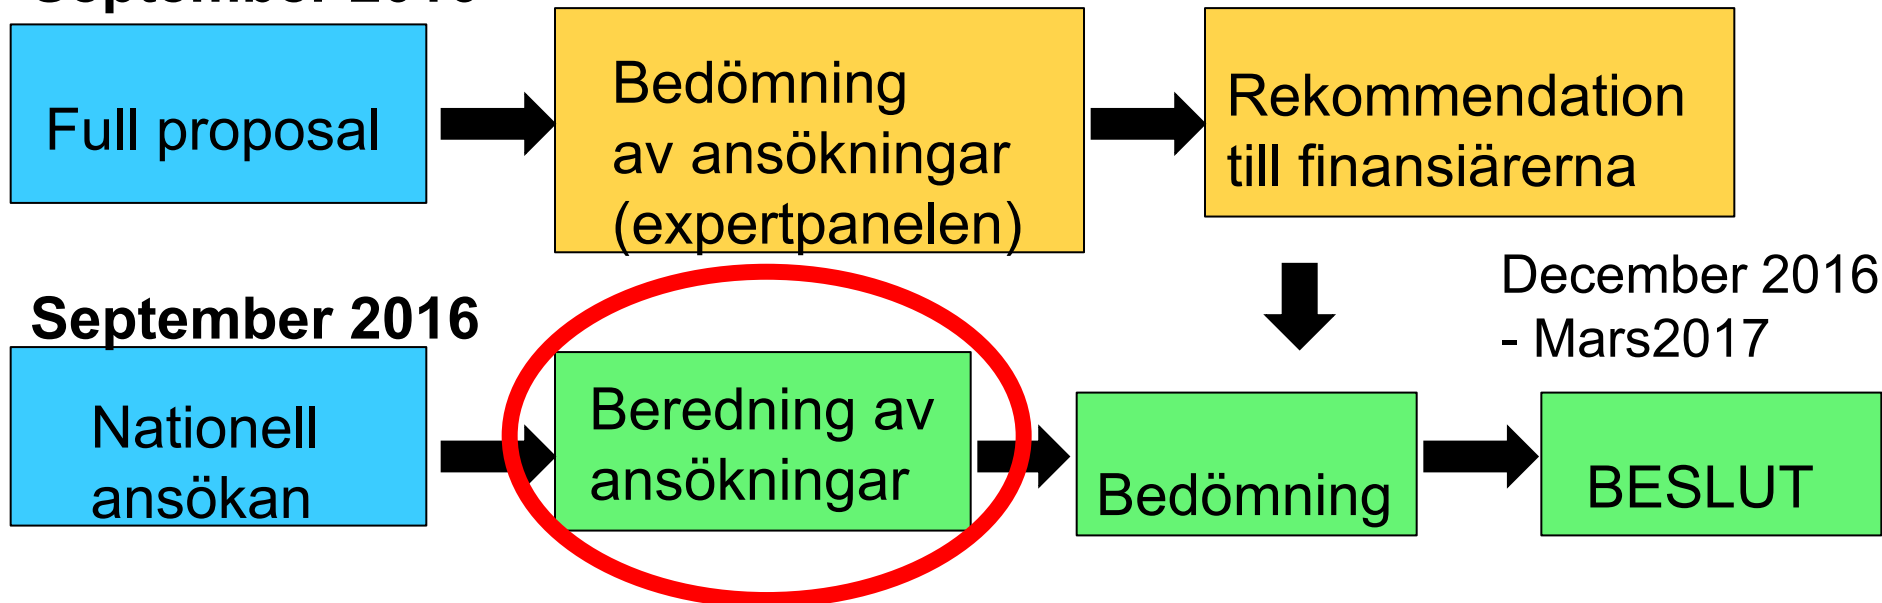 Full proposal
Bedömning
av ansökningar
(expertpanelen)
Rekommendation
till finansiärerna
December 2016
- Mars2017
September 2016
Nationell
ansökan
Beredning av
ansökningar
Bedömning
BESLUT